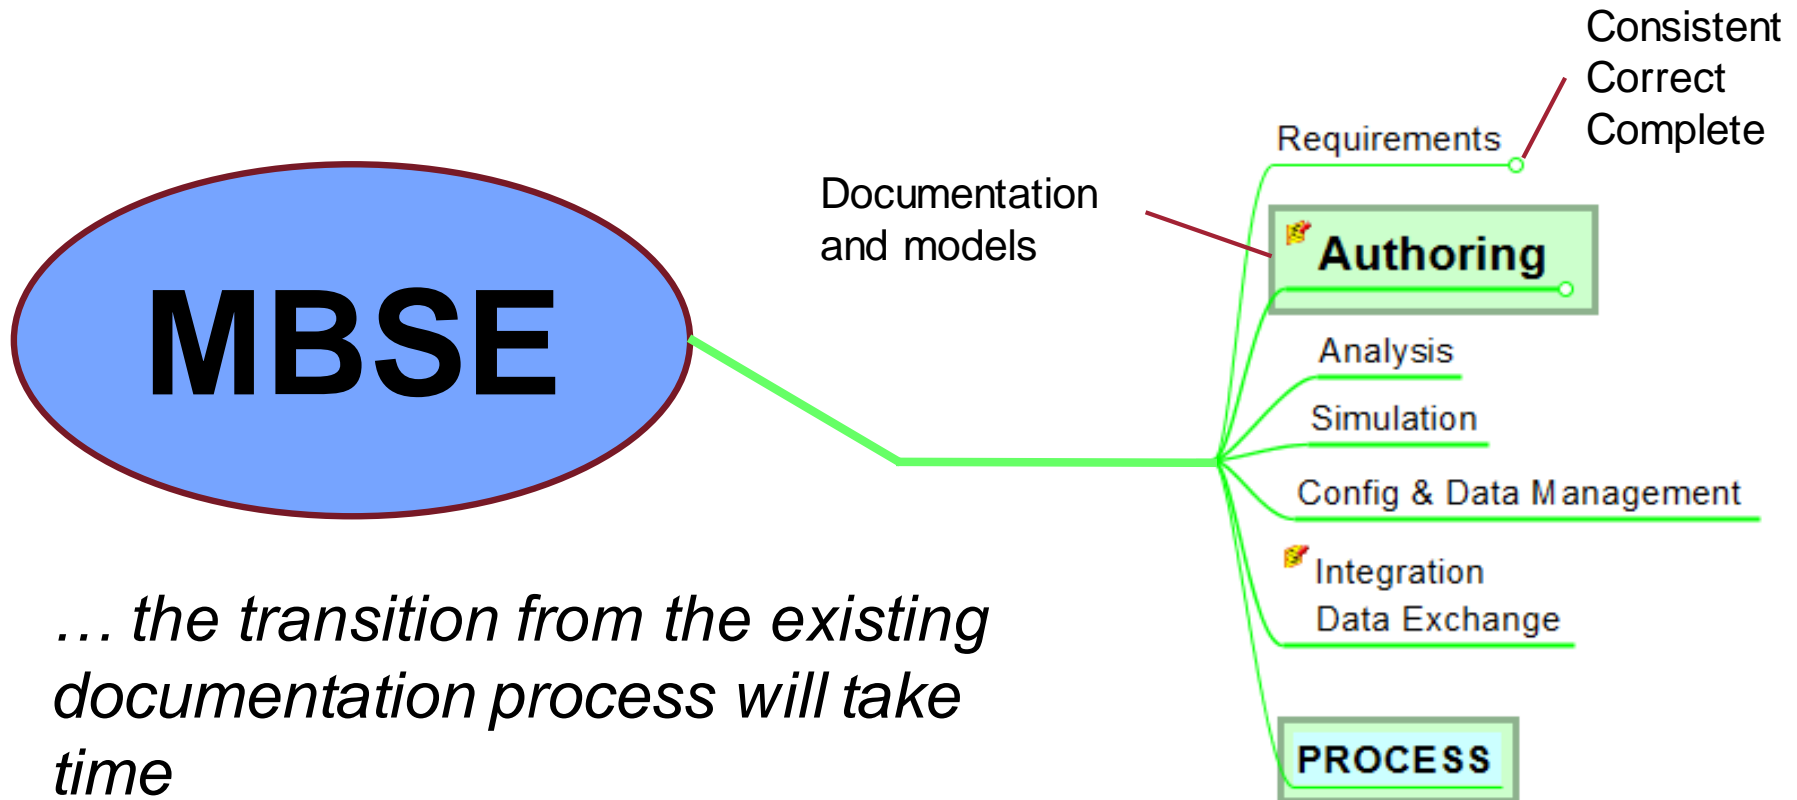 Consistent
Correct
Complete
Requirements
Documentation
and models
Authoring
MBSE
Analysis
Simulation
Config & Data Management
Integration
Data Exchange
… the transition from the existing
documentation process will take
time
PROCESS